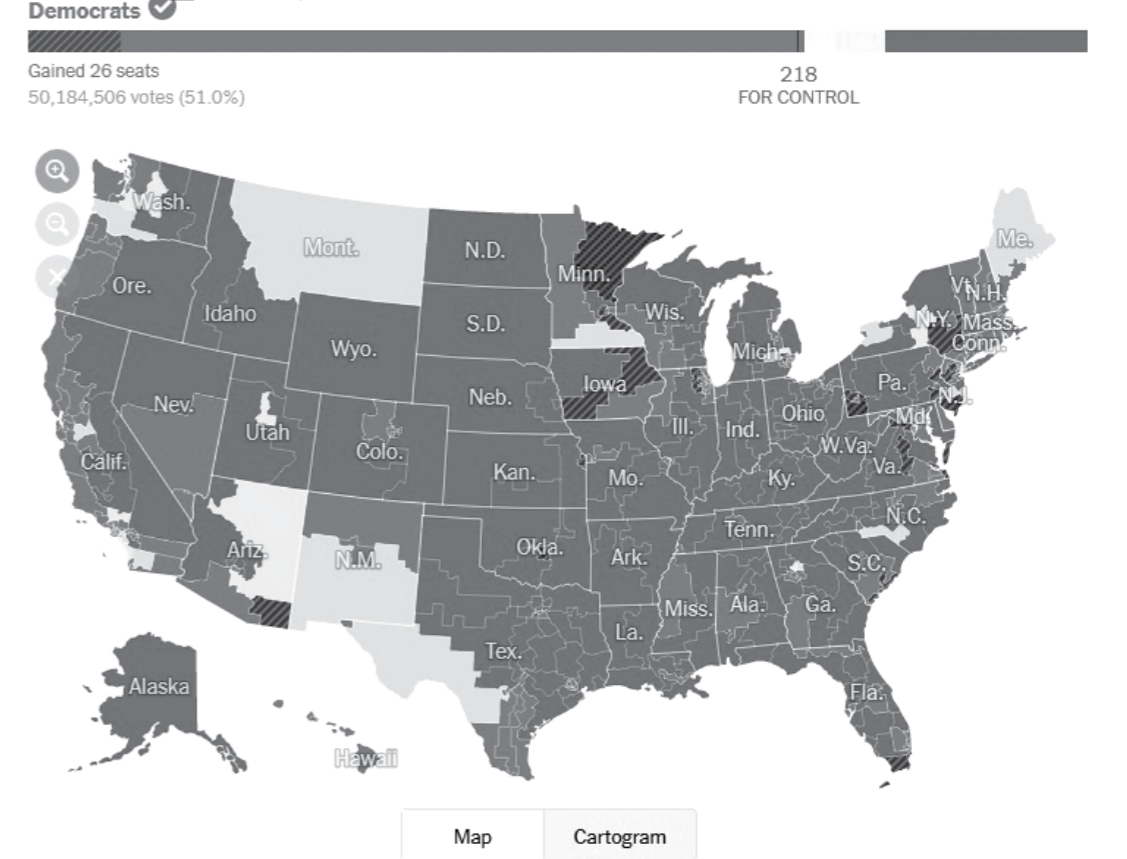 Democrats
Gained 26 seats
50,184,506 votes (51.0%)
218
FOR CONTROL
Wash.
Mont.
N.D.
Minn.
Me.
Ore.
Idaho
S.D.
Wis.
Vt.
N.H.
N.Y.
Mass.
Conn.
Wyo.
Mich.
Iowa
Neb.
Pa.
N.J.
Nev.
Utah
Colo.
Ill.
Ind.
Ohio
Md.
W.Va.
Va.
Calif.
Kan.
Mo.
Ky.
Ariz.
N.M.
Okla.
Ark.
Tenn.
N.C.
S.C.
Miss.
Ala.
Ga.
La.
Tex.
Alaska
Fla.
Hawaii
Map
Cartogram